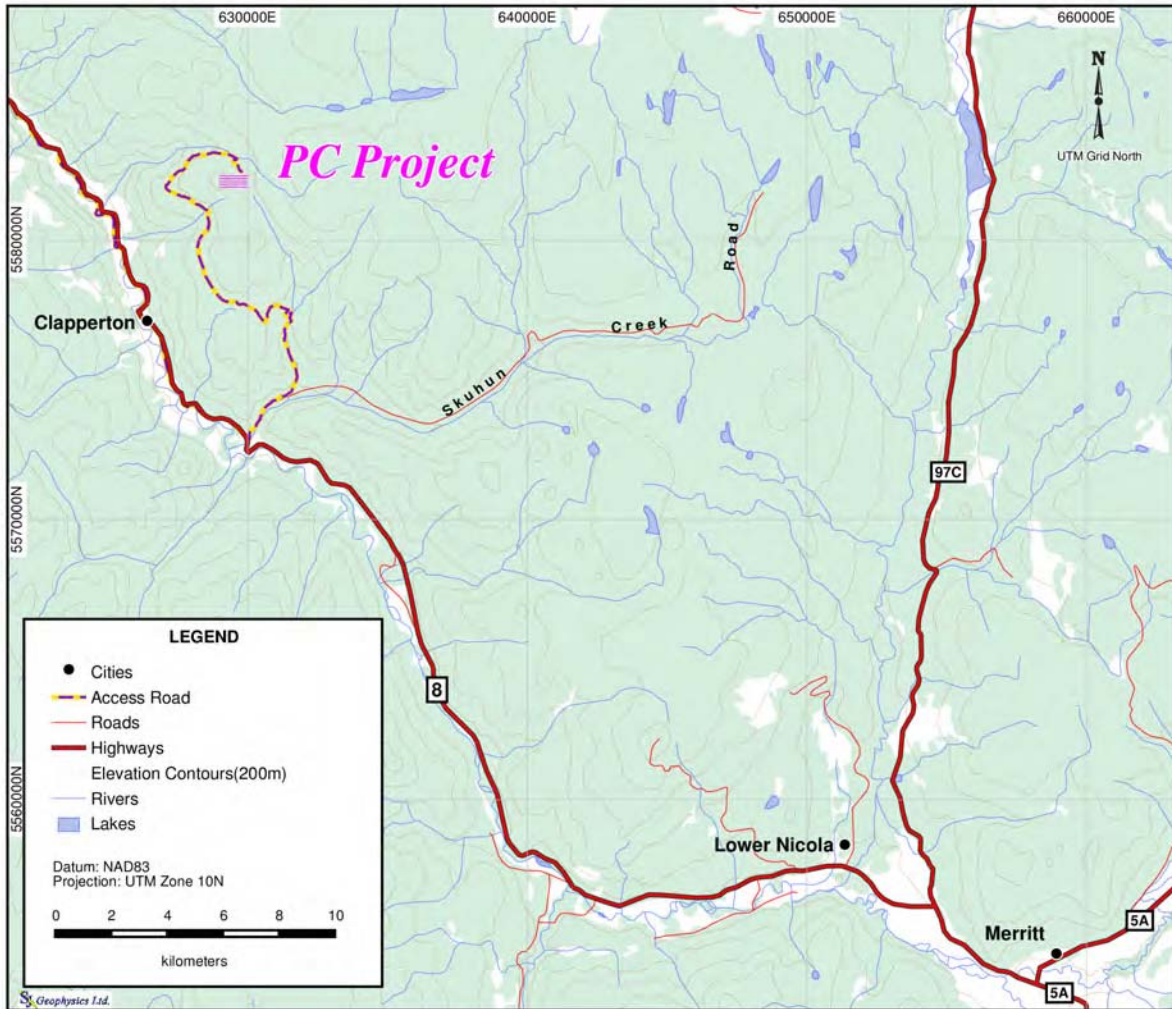 630000E
640000E
650000E
660000E
N
UTM Grid North
PC Project
5580000N
Road
Clapperton
Creek
Skuhun
97C
5570000N
LEGEND
Cities
Access Road
Roads
Highways
Elevation Contours(200m)
Rivers
Lakes
Datum: NAD83
Projection: UTM Zone 10N
0 2 4 6 8 10
kilometers
8
5560000N
Lower Nicola
Merritt
5A
5A
SJ Geophysics Ltd.